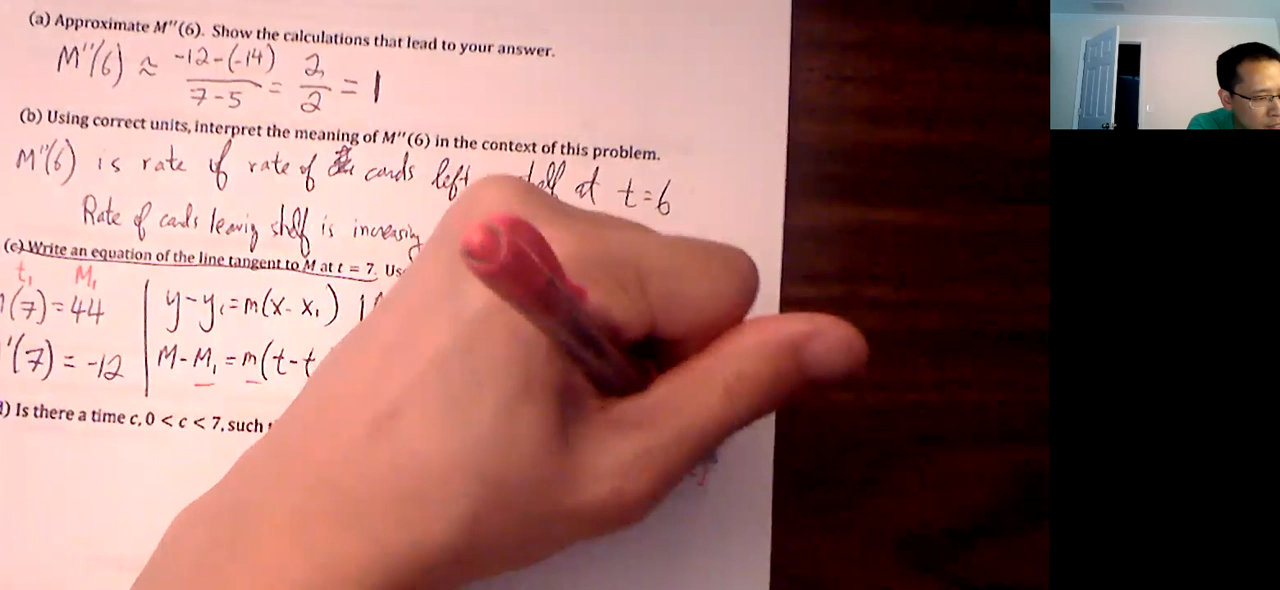 (a) Approximate M''(6). Show the calculations that lead to your answer.
M''(6) ≈ -12-(-14) / 7-5 = 2/2 = 1
(b) Using correct units, interpret the meaning of M''(6) in the context of this problem.
M''(6) is rate of rate of cards left at t=6
Rate of cards leaving shelf is increasing
(c) Write an equation of the line tangent to M at t = 7.
t₁ M₁
(7)=44
'(7) = -12
y-y₁=m(x-x₁)
M-M₁=m(t-t
) Is there a time c, 0 < c < 7, such